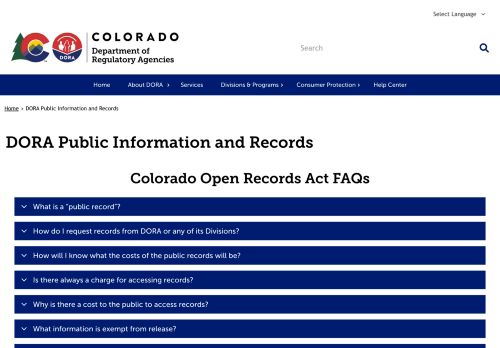 Select Language
COLORADO
Department of
Regulatory Agencies
DORA
Search
Home
About DORA
Services
Divisions & Programs
Consumer Protection
Help Center
Home > DORA Public Information and Records
DORA Public Information and Records
Colorado Open Records Act FAQs
What is a "public record"?
How do I request records from DORA or any of its Divisions?
How will I know what the costs of the public records will be?
Is there always a charge for accessing records?
Why is there a cost to the public to access records?
What information is exempt from release?